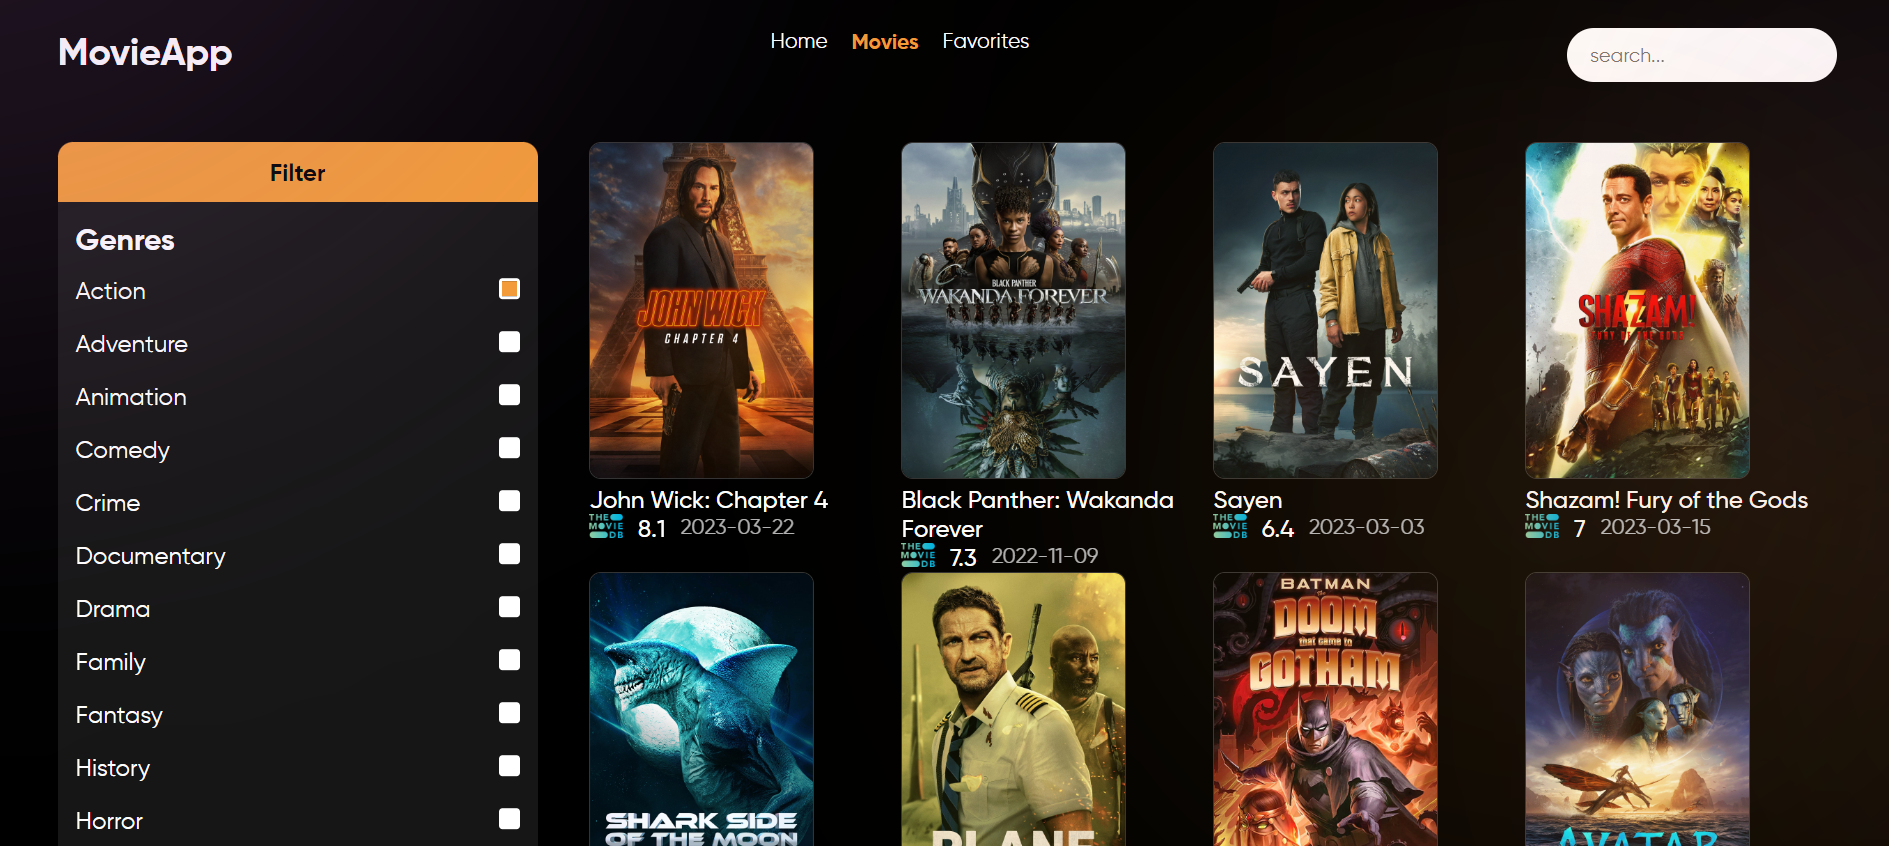 MovieApp
Home Movies Favorites
search...
Filter
Genres
Action
Adventure
Animation
Comedy
Crime
Documentary
Drama
Family
Fantasy
History
Horror
JOHN WICK
CHAPTER 4
John Wick: Chapter 4
THE MOVIE DB 8.1 2023-03-22
BLACK PANTHER
WAKANDA FOREVER
Black Panther: Wakanda
Forever
THE MOVIE DB 7.3 2022-11-09
SAYEN
Sayen
THE MOVIE DB 6.4 2023-03-03
SHAZAM!
FURY OF THE GODS
Shazam! Fury of the Gods
THE MOVIE DB 7 2023-03-15
SHARK SIDE
OF THE MOON
PLANE
BATMAN
The
DOOM
that came to
GOTHAM
AVATAR